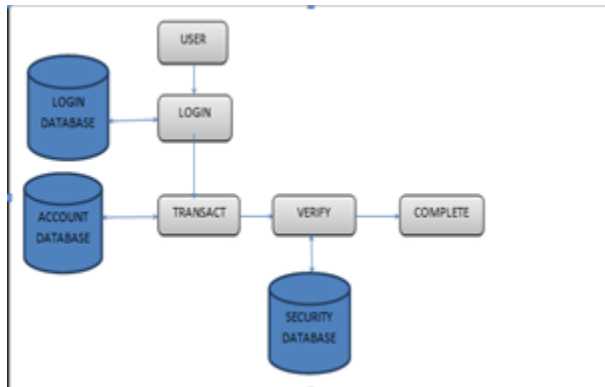 USER
LOGIN
DATABASE
LOGIN
ACCOUNT
DATABASE
TRANSACT
VERIFY
COMPLETE
SECURITY
DATABASE